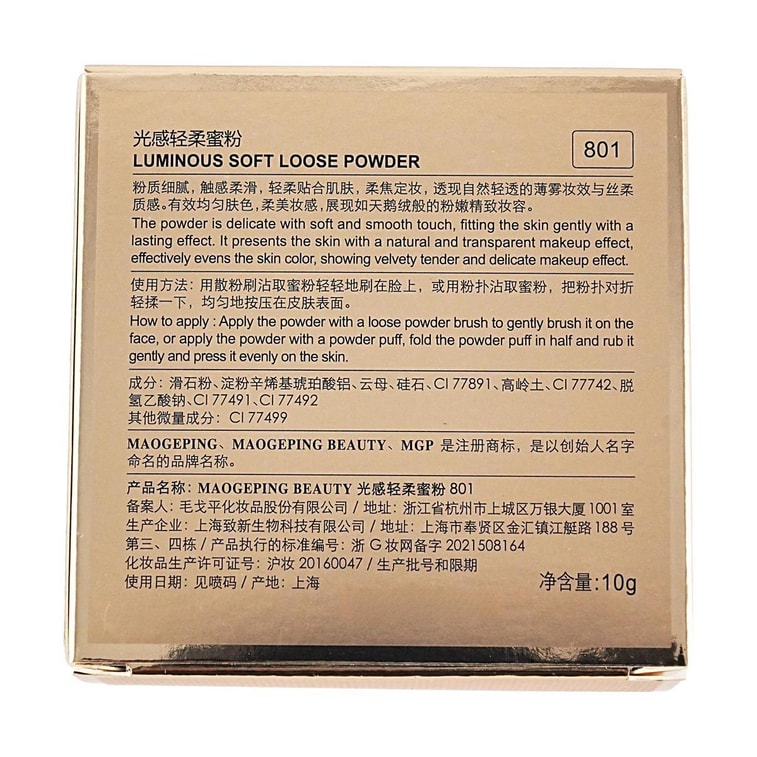 光感轻柔蜜粉
LUMINOUS SOFT LOOSE POWDER
801
粉质细腻，触感柔滑，轻柔贴合肌肤，柔焦定妆，透现自然轻透的薄雾妆效与丝柔
质感。有效均匀肤色，柔美妆感，展现如天鹅绒般的粉嫩精致妆容。
The powder is delicate with soft and smooth touch, fitting the skin gently with a
lasting effect. It presents the skin with a natural and transparent makeup effect,
effectively evens the skin color, showing velvety tender and delicate makeup effect.
使用方法：用散粉刷沾取蜜粉轻轻地刷在脸上，或用粉扑沾取蜜粉，把粉扑对折
轻揉一下，均匀地按压在皮肤表面。
How to apply : Apply the powder with a loose powder brush to gently brush it on the
face, or apply the powder with a powder puff, fold the powder puff in half and rub it
gently and press it evenly on the skin.
成分：滑石粉、淀粉辛烯基琥珀酸铝、云母、硅石、CI 77891、高岭土、CI 77742、脱
氢乙酸钠、CI 77491、CI 77492
其他微量成分：CI 77499
MAOGEPING、MAOGEPING BEAUTY、MGP 是注册商标，是以创始人名字
命名的品牌名称。
产品名称：MAOGEPING BEAUTY 光感轻柔蜜粉 801
备案人：毛戈平化妆品股份有限公司 / 地址：浙江省杭州市上城区万银大厦 1001 室
生产企业：上海致新生物科技有限公司 / 地址：上海市奉贤区金汇镇江艇路 188 号
第三、四栋 / 产品执行的标准编号：浙 G 妆网备字 2021508164
化妆品生产许可证号：沪妆 20160047 / 生产批号和限期
使用日期：见喷码 / 产地：上海
净含量：10g